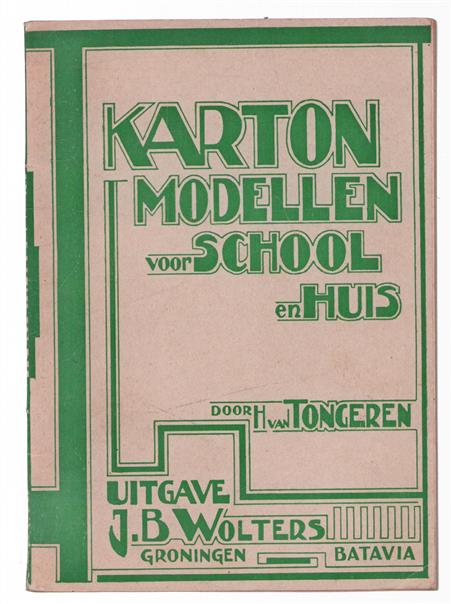 KARTON
MODELLEN
voor SCHOOL
en HUIS
DOOR H VAN TONGEREN
UITGAVE
J.B WOLTERS
GRONINGEN BATAVIA